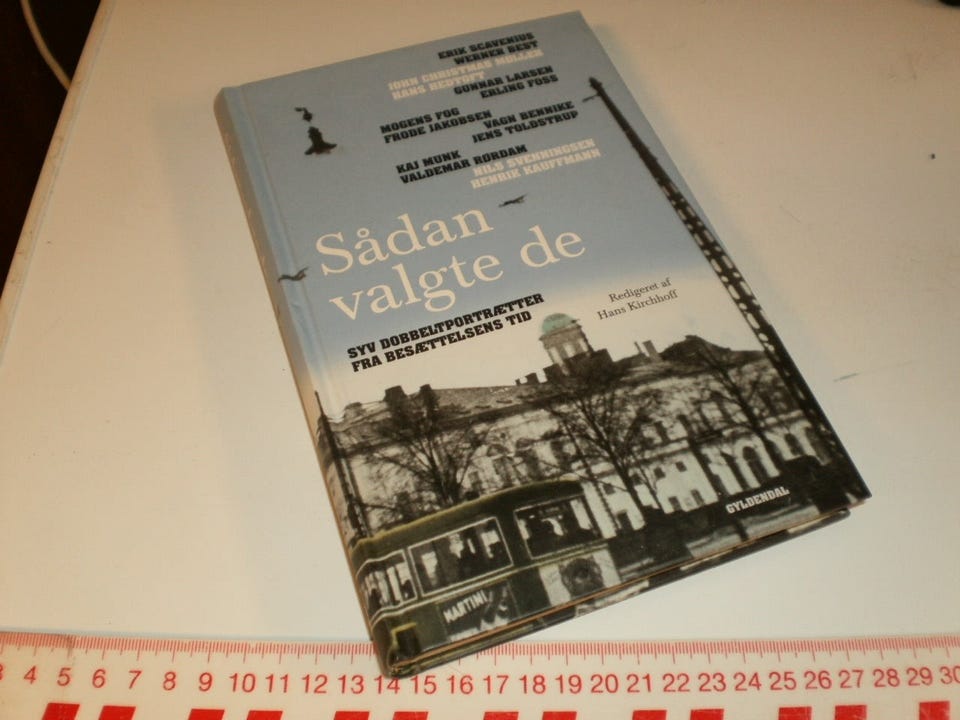 ERIK SCAVENIUS
WERNER BEST
JOHN CHRISTMAS MØLLER
HANS HEDTOFT
GUNNAR LARSEN
ERLING FOSS
MOGENS FOG
FRODE JAKOBSEN
VAGN BENNIKE
JENS TOLDSTRUP
KAJ MUNK
VALDEMAR RØRDAM
NILS SVENNINGSEN
HENRIK KAUFFMANN
Sådan
valgte de
SYV DOBBELTPORTRÆTTER
FRA BESÆTTELSENS TID
Redigeret af
Hans Kirchhoff
GYLDENDAL
MARTINI
3 4 5 6 7 8 9 10 11 12 13 14 15 16 17 18 19 20 21 22 23 24 25 26 27 28 29 30